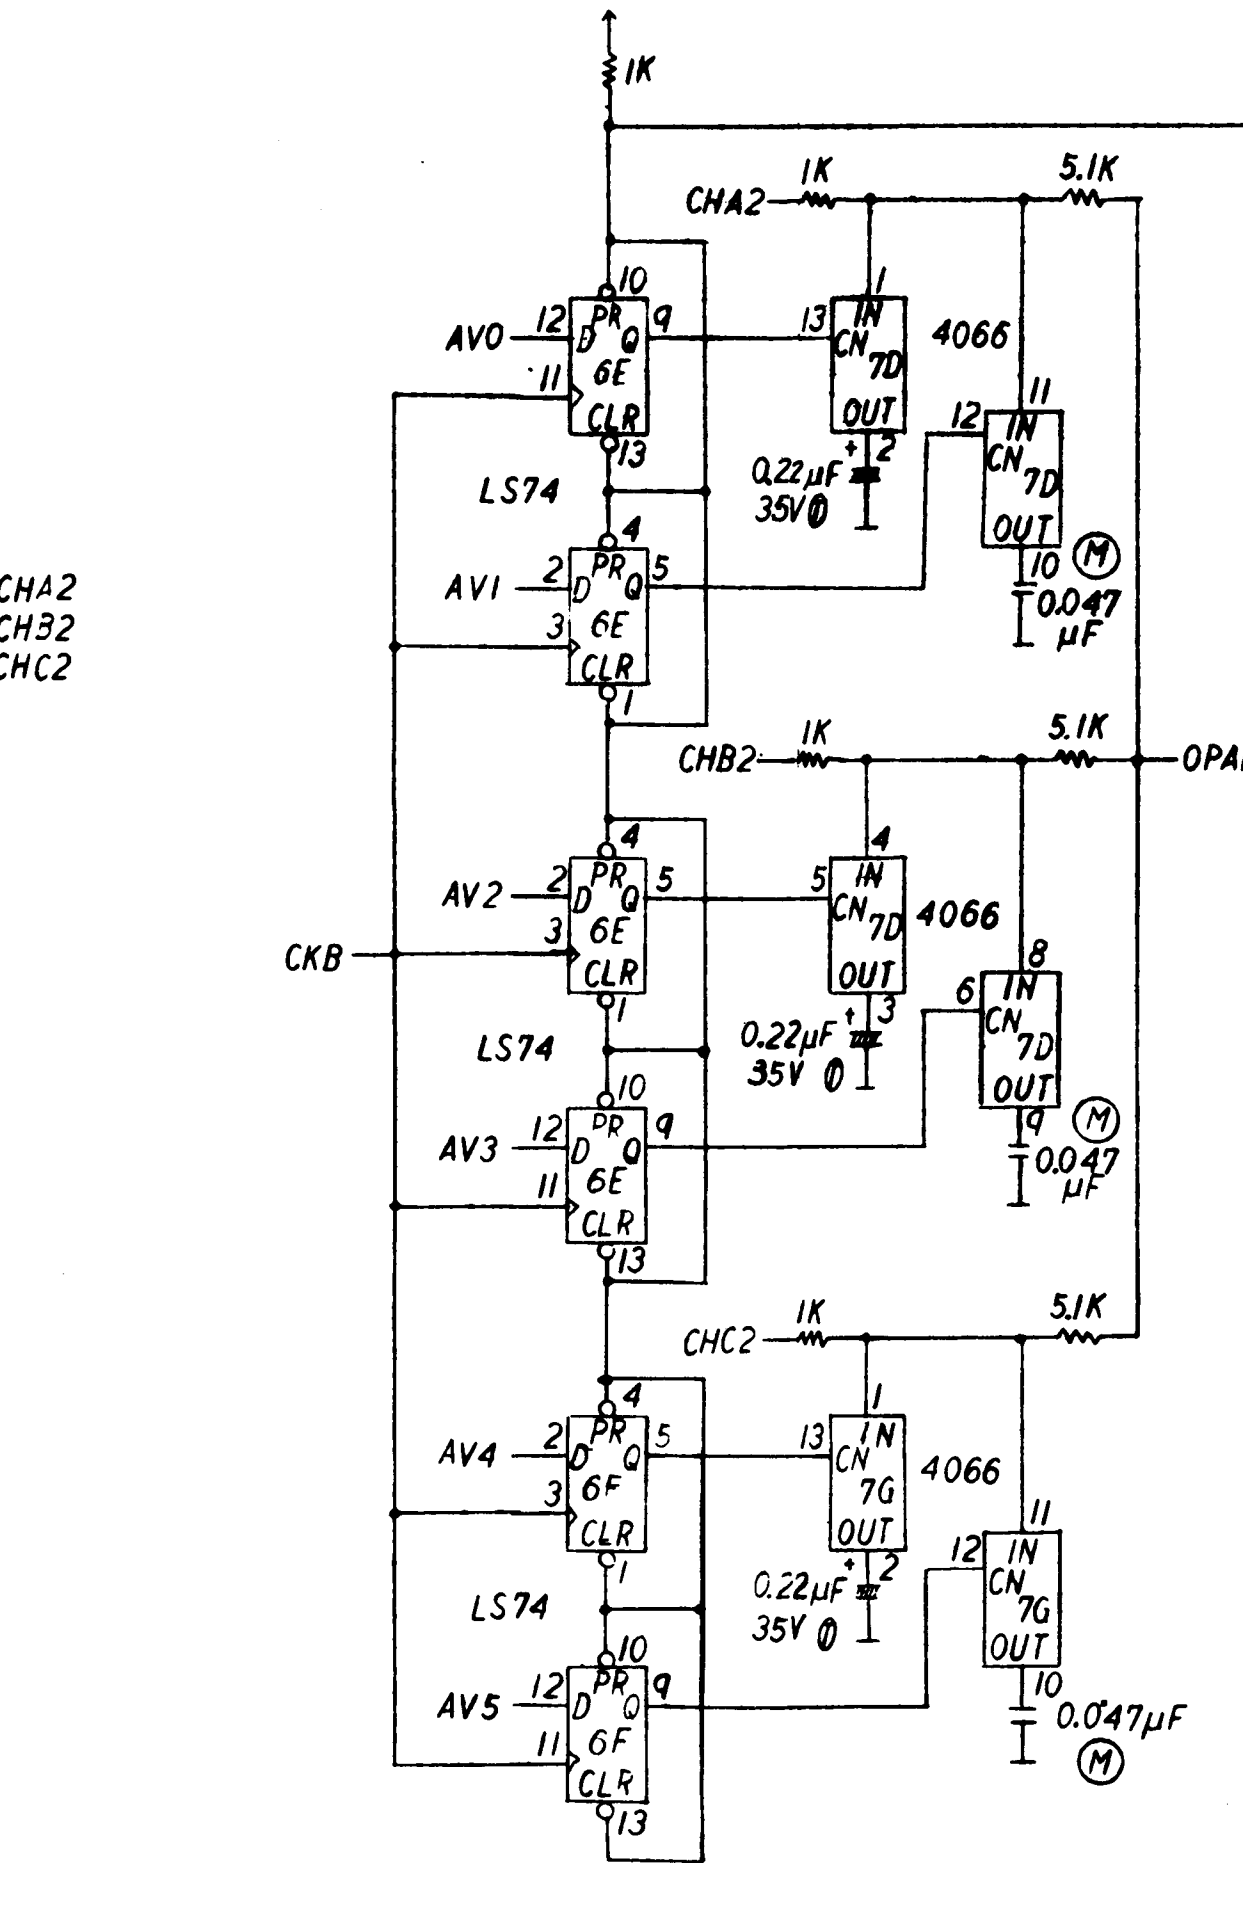 1K
1K
5.1K
CHA2
10
1
12
PR
9
13
IN
AV0
D
Q
CN
4066
6E
7D
11
11
12
IN
CLR
OUT
CN
13
+
2
7D
0.22µF
LS74
35V
OUT
4
M
10
2
PR
5
AV1
D
Q
CHA2
0.047
3
6E
CHB2
µF
CLR
CHC2
1
1K
5.1K
CHB2
4
4
2
PR
5
5
IN
AV2
D
Q
CN
4066
7D
3
6E
8
CKB
CLR
OUT
6
IN
1
+
3
CN
0.22µF
7D
LS74
35V
10
OUT
12
PR
9
9
M
AV3
D
Q
0.047
11
6E
µF
CLR
13
1K
5.1K
CHC2
4
1
2
PR
5
13
IN
AV4
D
Q
CN
4066
3
6F
7G
11
CLR
OUT
12
IN
1
+
2
CN
0.22µF
7G
LS74
35V
OUT
10
10
12
PR
9
AV5
D
Q
0.047µF
11
6F
M
CLR
13